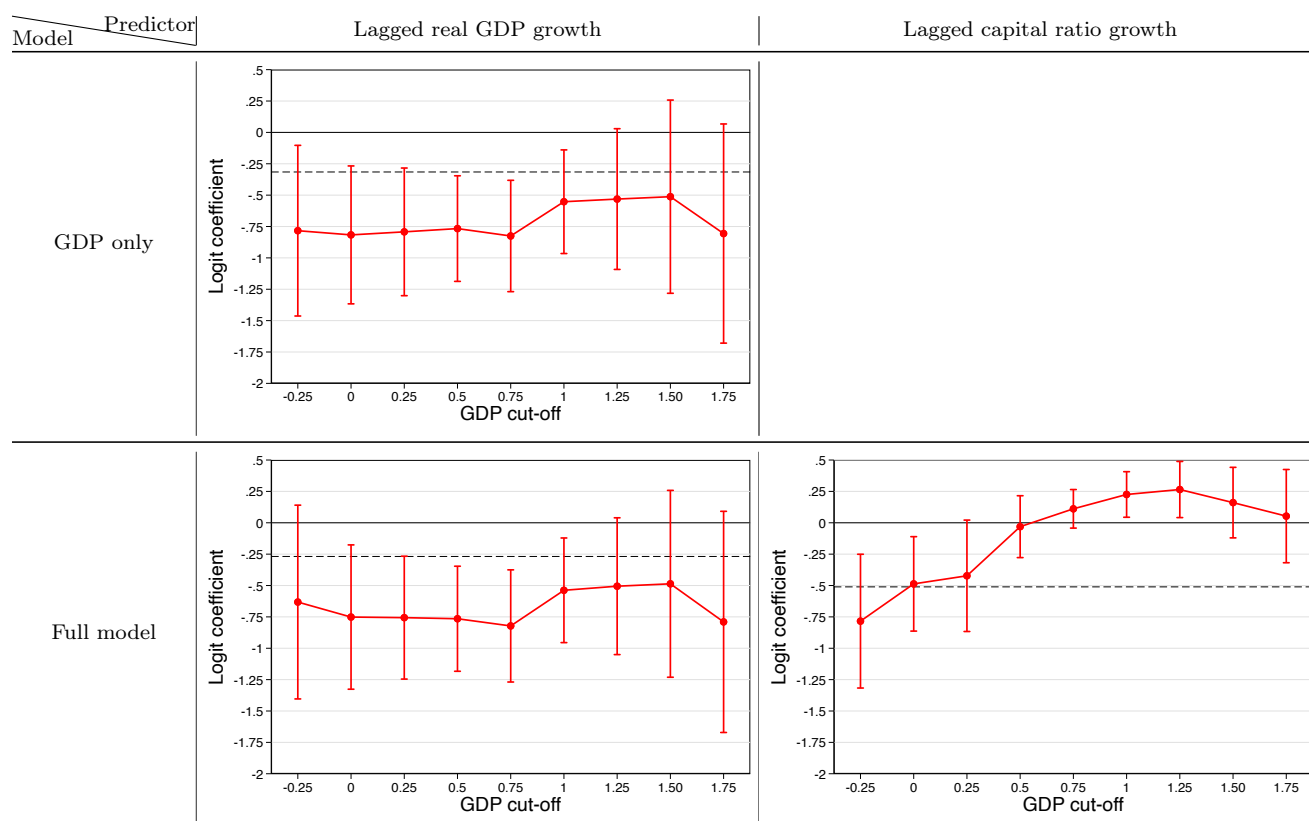 Predictor
Model
Lagged real GDP growth
Lagged capital ratio growth
GDP only
Logit coefficient
.5
.25
0
-.25
-.5
-.75
-1
-1.25
-1.5
-1.75
-2
-0.25 0 0.25 0.5 0.75 1 1.25 1.50 1.75
GDP cut-off
Full model
Logit coefficient
.5
.25
0
-.25
-.5
-.75
-1
-1.25
-1.5
-1.75
-2
-0.25 0 0.25 0.5 0.75 1 1.25 1.50 1.75
GDP cut-off
Logit coefficient
.5
.25
0
-.25
-.5
-.75
-1
-1.25
-1.5
-1.75
-2
-0.25 0 0.25 0.5 0.75 1 1.25 1.50 1.75
GDP cut-off